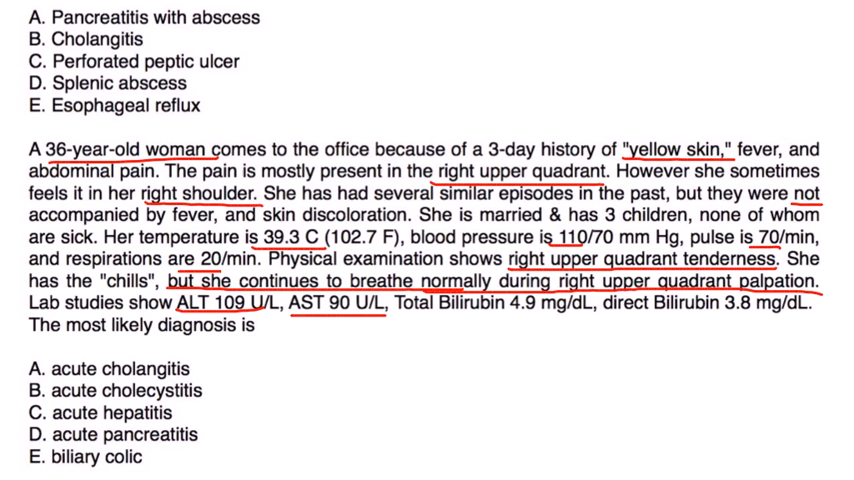 A. Pancreatitis with abscess
B. Cholangitis
C. Perforated peptic ulcer
D. Splenic abscess
E. Esophageal reflux
A 36-year-old woman comes to the office because of a 3-day history of "yellow skin," fever, and
abdominal pain. The pain is mostly present in the right upper quadrant. However she sometimes
feels it in her right shoulder. She has had several similar episodes in the past, but they were not
accompanied by fever, and skin discoloration. She is married & has 3 children, none of whom
are sick. Her temperature is 39.3 C (102.7 F), blood pressure is 110/70 mm Hg, pulse is 70/min,
and respirations are 20/min. Physical examination shows right upper quadrant tenderness. She
has the "chills", but she continues to breathe normally during right upper quadrant palpation.
Lab studies show ALT 109 U/L, AST 90 U/L, Total Bilirubin 4.9 mg/dL, direct Bilirubin 3.8 mg/dL.
The most likely diagnosis is
A. acute cholangitis
B. acute cholecystitis
C. acute hepatitis
D. acute pancreatitis
E. biliary colic